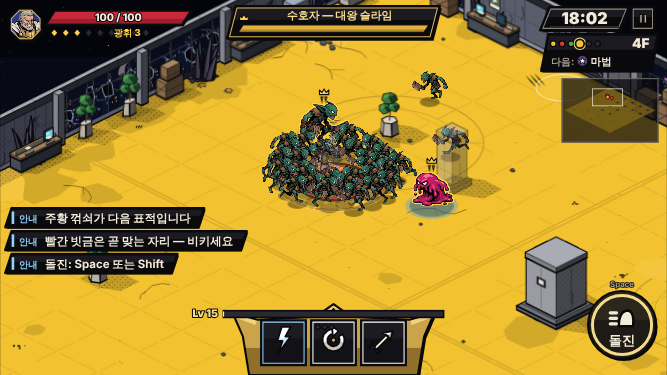 100 / 100
광휘 3
수호자 — 대왕 슬라임
18:02
4F
다음: 마법
안내 주황 꺾쇠가 다음 표적입니다
안내 빨간 빗금은 곧 맞는 자리 — 비키세요
안내 돌진: Space 또는 Shift
Lv 15
Space
돌진